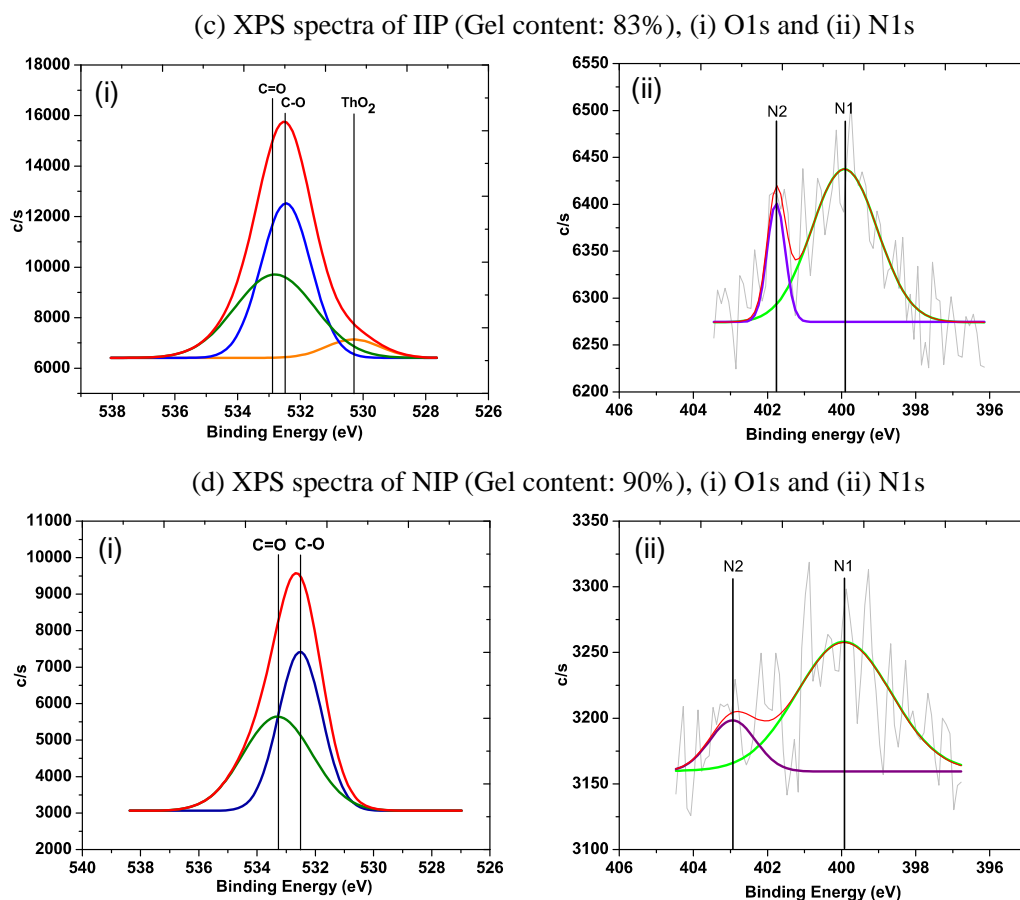 (c) XPS spectra of IIP (Gel content: 83%), (i) O1s and (ii) N1s
(i)
C=O
C-O
ThO2
18000
16000
14000
12000
10000
8000
6000
c/s
538 536 534 532 530 528 526
Binding Energy (eV)
(ii)
N2
N1
6550
6500
6450
6400
6350
6300
6250
6200
c/s
406 404 402 400 398 396 394
Binding energy (eV)
(d) XPS spectra of NIP (Gel content: 90%), (i) O1s and (ii) N1s
(i)
C=O
C-O
11000
10000
9000
8000
7000
6000
5000
4000
3000
2000
c/s
540 538 536 534 532 530 528 526
Binding Energy (eV)
(ii)
N2
N1
3350
3300
3250
3200
3150
3100
c/s
406 404 402 400 398 396 394
Binding Energy (eV)